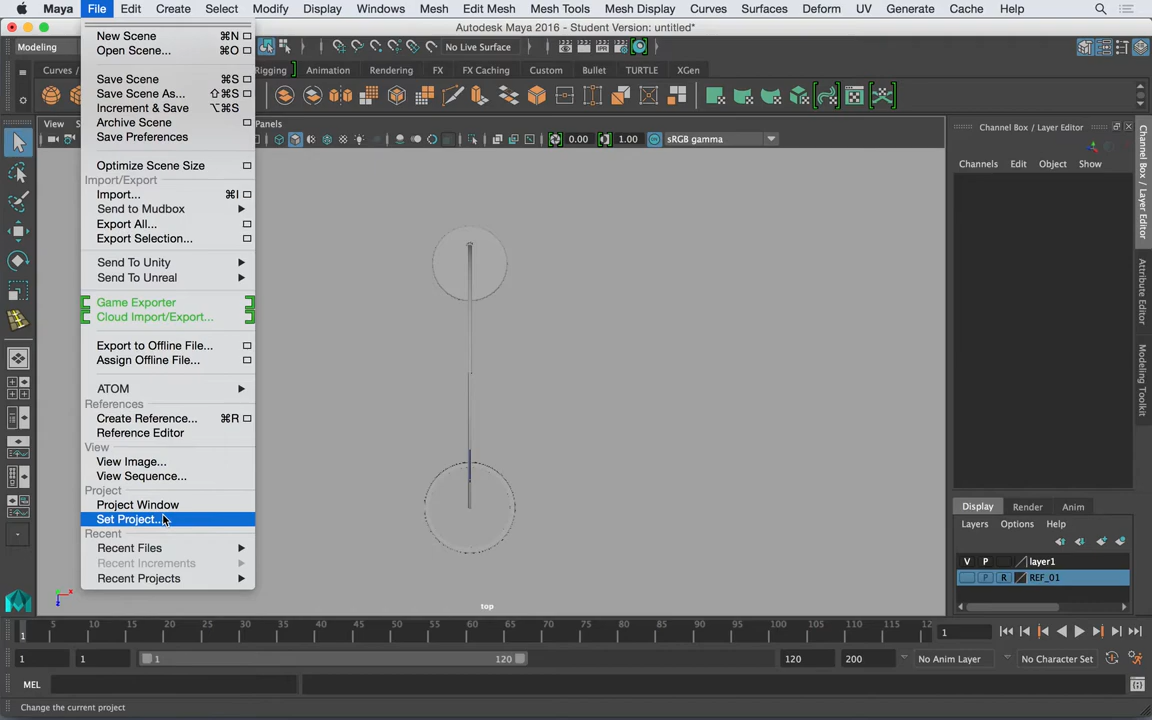 Maya File Edit Create Select Modify Display Windows Mesh Edit Mesh Mesh Tools Mesh Display Curves Surfaces Deform UV Generate Cache Help
Autodesk Maya 2016 - Student Version: untitled*
Modeling
No Live Surface
Curves /
Rigging
Animation
Rendering
FX
FX Caching
Custom
Bullet
TURTLE
XGen
View
Panels
0.00
1.00
sRGB gamma
New Scene ⌘N
Open Scene... ⌘O
Save Scene ⌘S
Save Scene As... ⇧⌘S
Increment & Save ⌥⌘S
Archive Scene
Save Preferences
Optimize Scene Size
Import/Export
Import... ⌘I
Send to Mudbox
Export All...
Export Selection...
Send To Unity
Send To Unreal
Game Exporter
Cloud Import/Export...
Export to Offline File...
Assign Offline File...
ATOM
References
Create Reference... ⌘R
Reference Editor
View
View Image...
View Sequence...
Project
Project Window
Set Project...
Recent
Recent Files
Recent Increments
Recent Projects
top
Channel Box / Layer Editor
Channels Edit Object Show
Channel Box / Layer Editor
Attribute Editor
Modeling Toolkit
Display Render Anim
Layers Options Help
V P layer1
P R REF_01
5 10 15 20 25 30 35 40 45 50 55 60 65 70 75 80 85 90 95 100 105 110 115 12
1
1
1
1
1
120
120
200
No Anim Layer
No Character Set
MEL
Change the current project